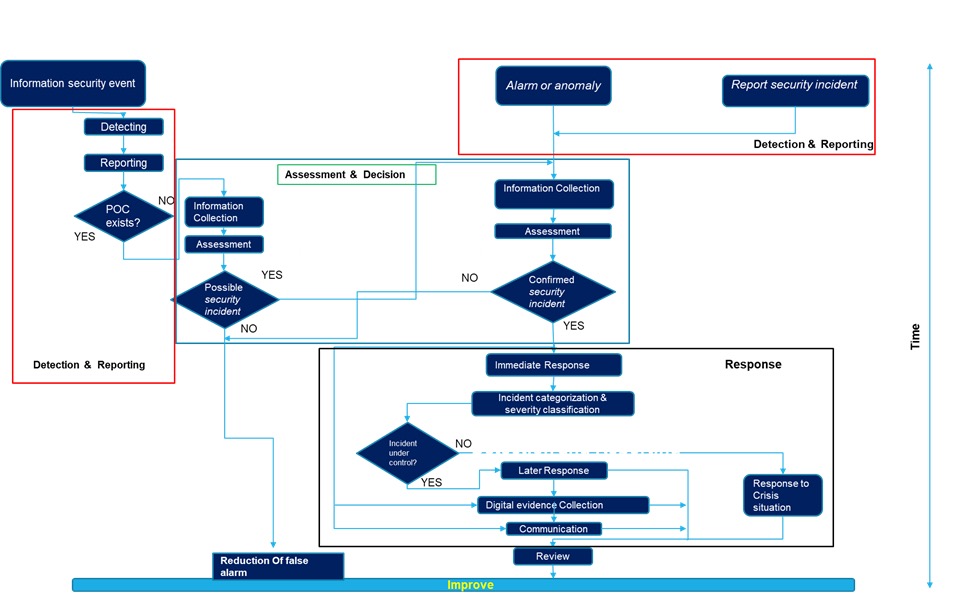 Information security event
Alarm or anomaly
Report security incident
Detecting
Detection & Reporting
Reporting
Assessment & Decision
NO
POC
exists?
YES
Information
Collection
Assessment
Possible
security
incident
YES
NO
Information Collection
Assessment
NO
Confirmed
security
incident
YES
Detection & Reporting
Time
Immediate Response
Response
Incident categorization &
severity classification
Incident
under
control?
NO
YES
Later Response
Response to
Crisis
situation
Digital evidence Collection
Communication
Review
Reduction Of false
alarm
Improve